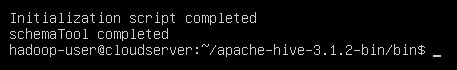 Initialization script completed
schemaTool completed
hadoop-user@cloudserver:~/apache-hive-3.1.2-bin/bin$ _